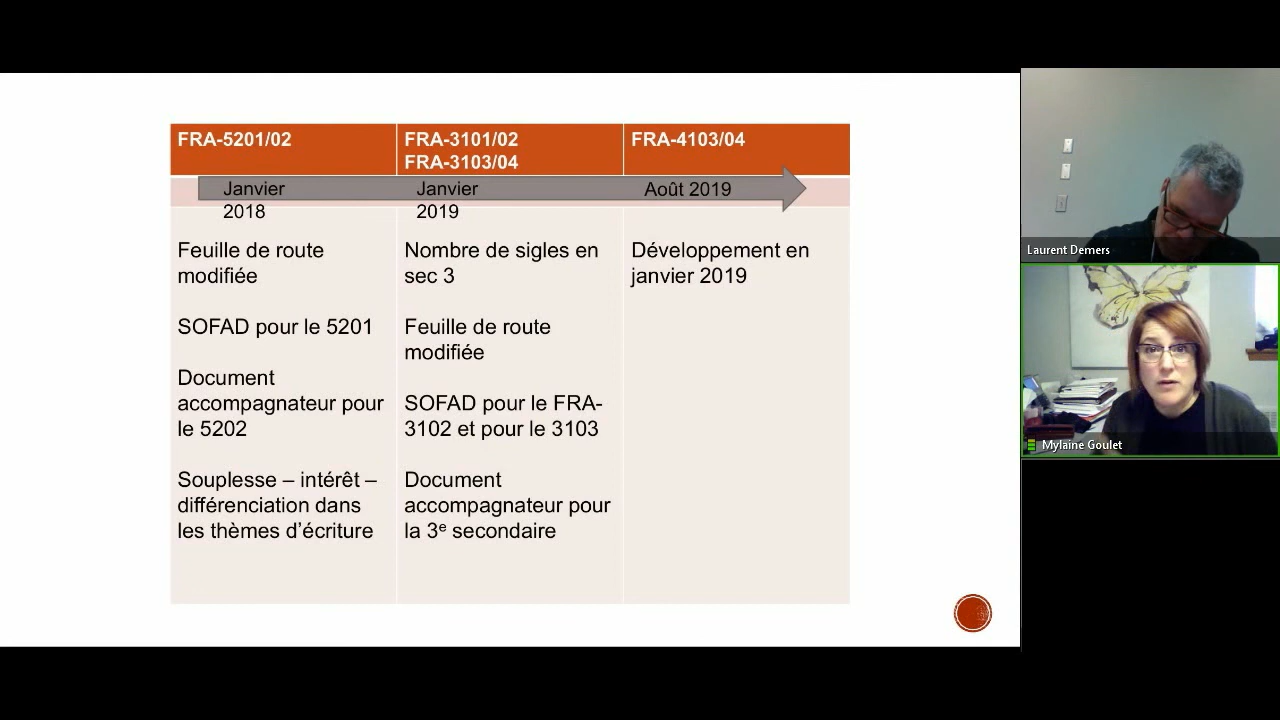 FRA-5201/02
FRA-3101/02
FRA-3103/04
FRA-4103/04
Janvier
2018
Janvier
2019
Août 2019
Feuille de route
modifiée
SOFAD pour le 5201
Document
accompagnateur pour
le 5202
Souplesse – intérêt –
différenciation dans
les thèmes d'écriture
Nombre de sigles en
sec 3
Feuille de route
modifiée
SOFAD pour le FRA-
3102 et pour le 3103
Document
accompagnateur pour
la 3e secondaire
Développement en
janvier 2019
Laurent Demers
Mylaine Goulet